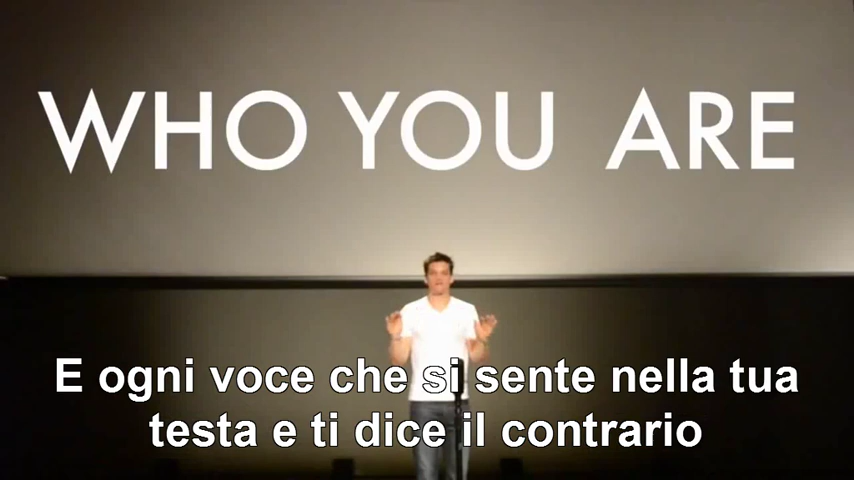 WHO YOU ARE
E ogni voce che si sente nella tua
testa e ti dice il contrario